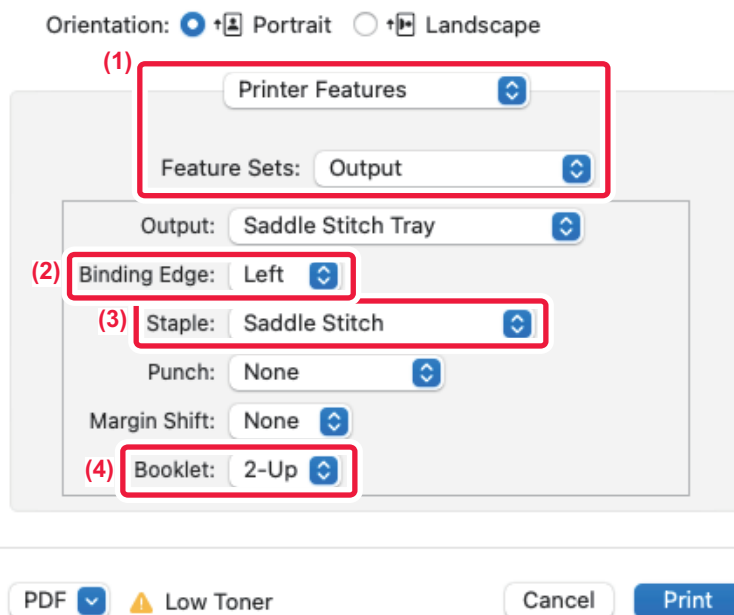 Orientation: Portrait Landscape
(1)
Printer Features
Feature Sets: Output
Output: Saddle Stitch Tray
(2) Binding Edge: Left
(3) Staple: Saddle Stitch
Punch: None
Margin Shift: None
(4) Booklet: 2-Up
PDF Low Toner Cancel Print